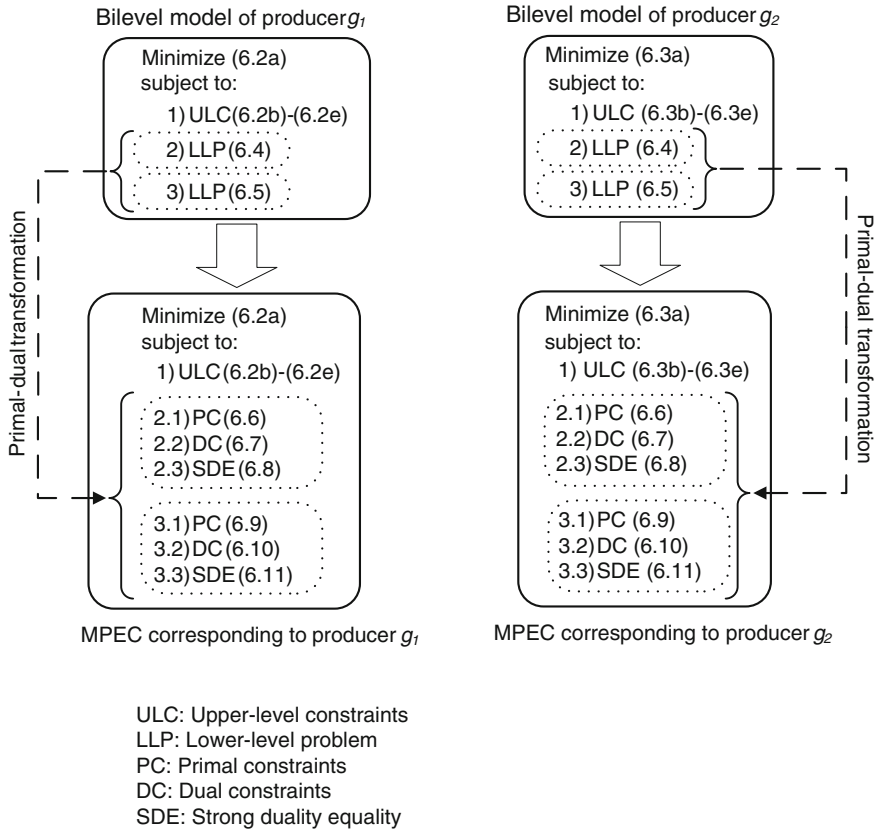 Bilevel model of producer g1
Minimize (6.2a)
subject to:
1) ULC(6.2b)-(6.2e)
2) LLP(6.4)
3) LLP(6.5)
Primal-dual transformation
Minimize (6.2a)
subject to:
1) ULC(6.2b)-(6.2e)
2.1) PC(6.6)
2.2) DC(6.7)
2.3) SDE(6.8)
3.1) PC(6.9)
3.2) DC(6.10)
3.3) SDE(6.11)
MPEC corresponding to producer g1
Bilevel model of producer g2
Minimize (6.3a)
subject to:
1) ULC (6.3b)-(6.3e)
2) LLP (6.4)
3) LLP (6.5)
Primal-dual transformation
Minimize (6.3a)
subject to:
1) ULC (6.3b)-(6.3e)
2.1) PC (6.6)
2.2) DC (6.7)
2.3) SDE (6.8)
3.1) PC (6.9)
3.2) DC (6.10)
3.3) SDE (6.11)
MPEC corresponding to producer g2
ULC: Upper-level constraints
LLP: Lower-level problem
PC: Primal constraints
DC: Dual constraints
SDE: Strong duality equality